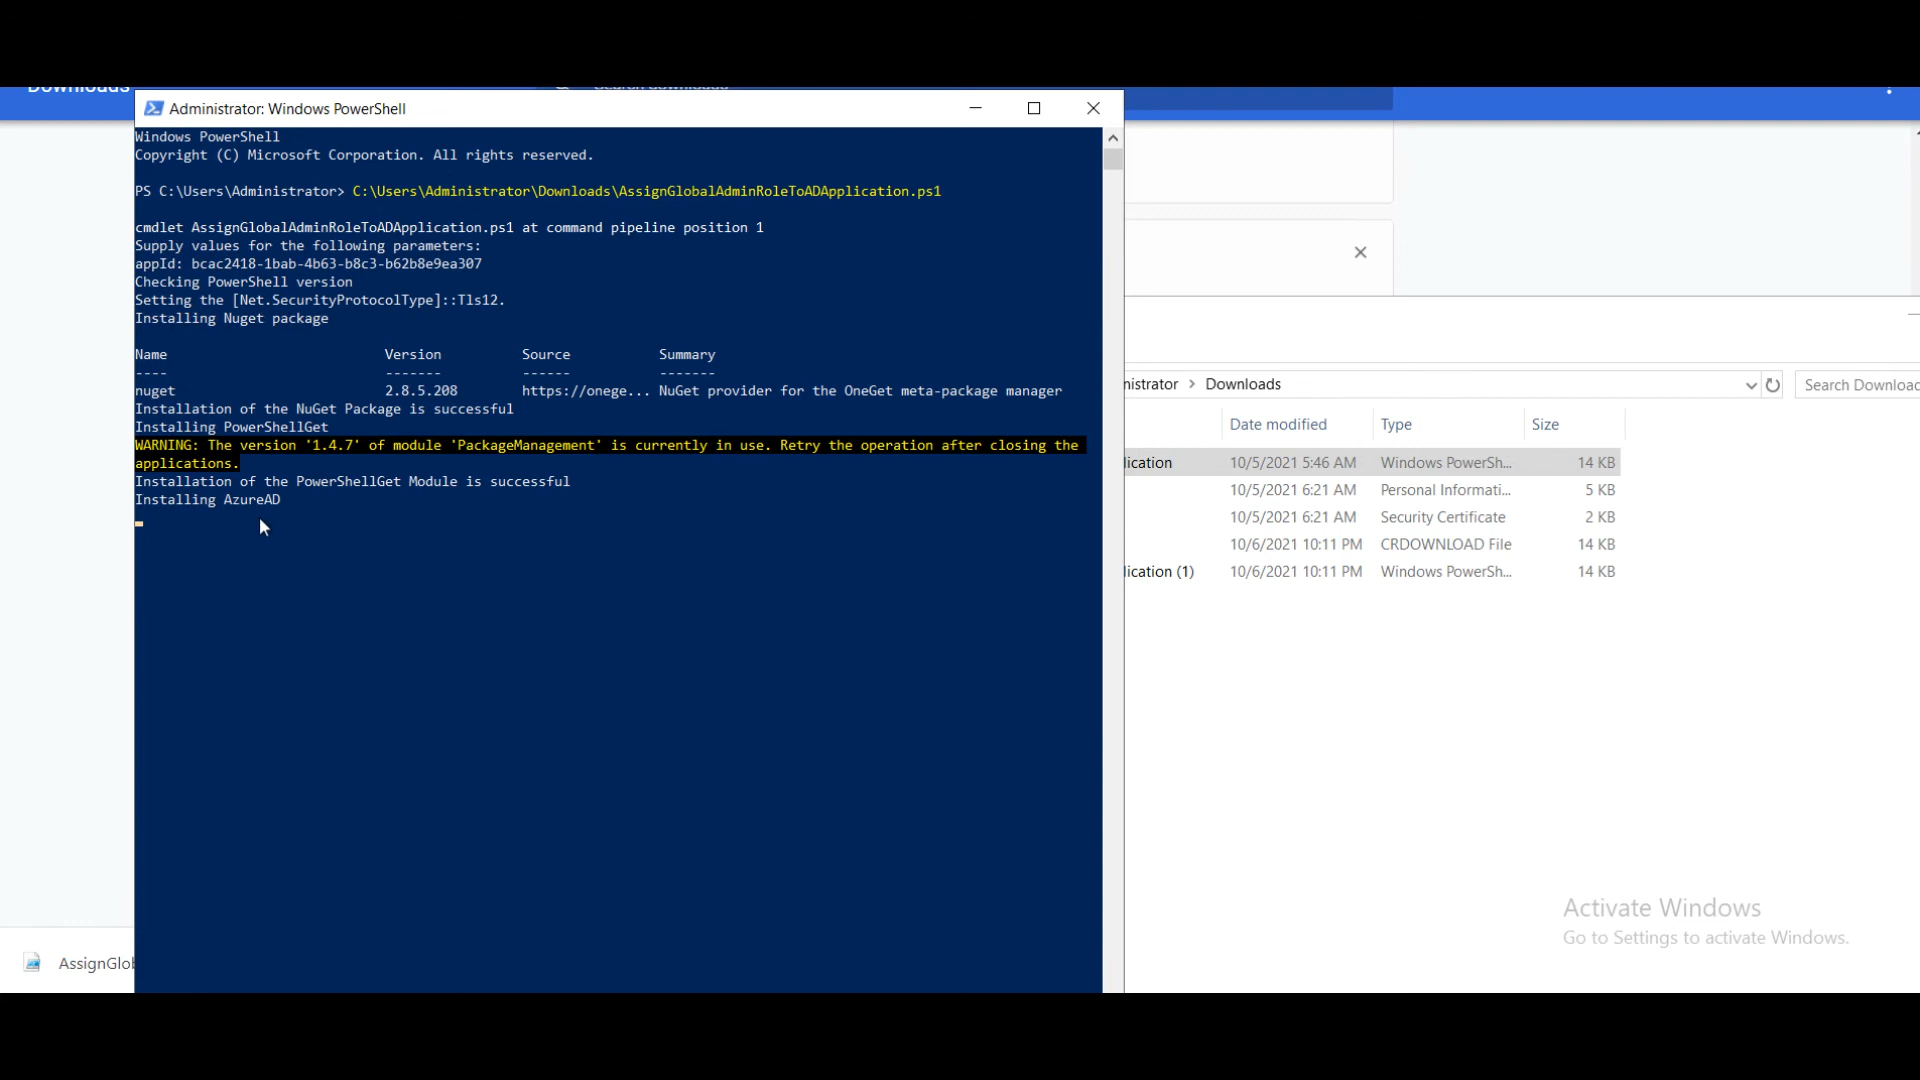 Downloads
Search downloads
Administrator: Windows PowerShell
Windows PowerShell
Copyright (C) Microsoft Corporation. All rights reserved.
PS C:\Users\Administrator> C:\Users\Administrator\Downloads\AssignGlobalAdminRoleToADApplication.ps1
cmdlet AssignGlobalAdminRoleToADApplication.ps1 at command pipeline position 1
Supply values for the following parameters:
appId: bcac2418-1bab-4b63-b8c3-b62b8e9ea307
Checking PowerShell version
Setting the [Net.SecurityProtocolType]::Tls12.
Installing Nuget package
Name Version Source Summary
---- ------- ------ -------
nuget 2.8.5.208 https://onege... NuGet provider for the OneGet meta-package manager
Installation of the NuGet Package is successful
Installing PowerShellGet
WARNING: The version '1.4.7' of module 'PackageManagement' is currently in use. Retry the operation after closing the
applications.
Installation of the PowerShellGet Module is successful
Installing AzureAD
nistrator > Downloads
Search Downloac
Date modified Type Size
lication 10/5/2021 5:46 AM Windows PowerSh... 14 KB
10/5/2021 6:21 AM Personal Informati... 5 KB
10/5/2021 6:21 AM Security Certificate 2 KB
10/6/2021 10:11 PM CRDOWNLOAD File 14 KB
lication (1) 10/6/2021 10:11 PM Windows PowerSh... 14 KB
Activate Windows
Go to Settings to activate Windows.
AssignGlob